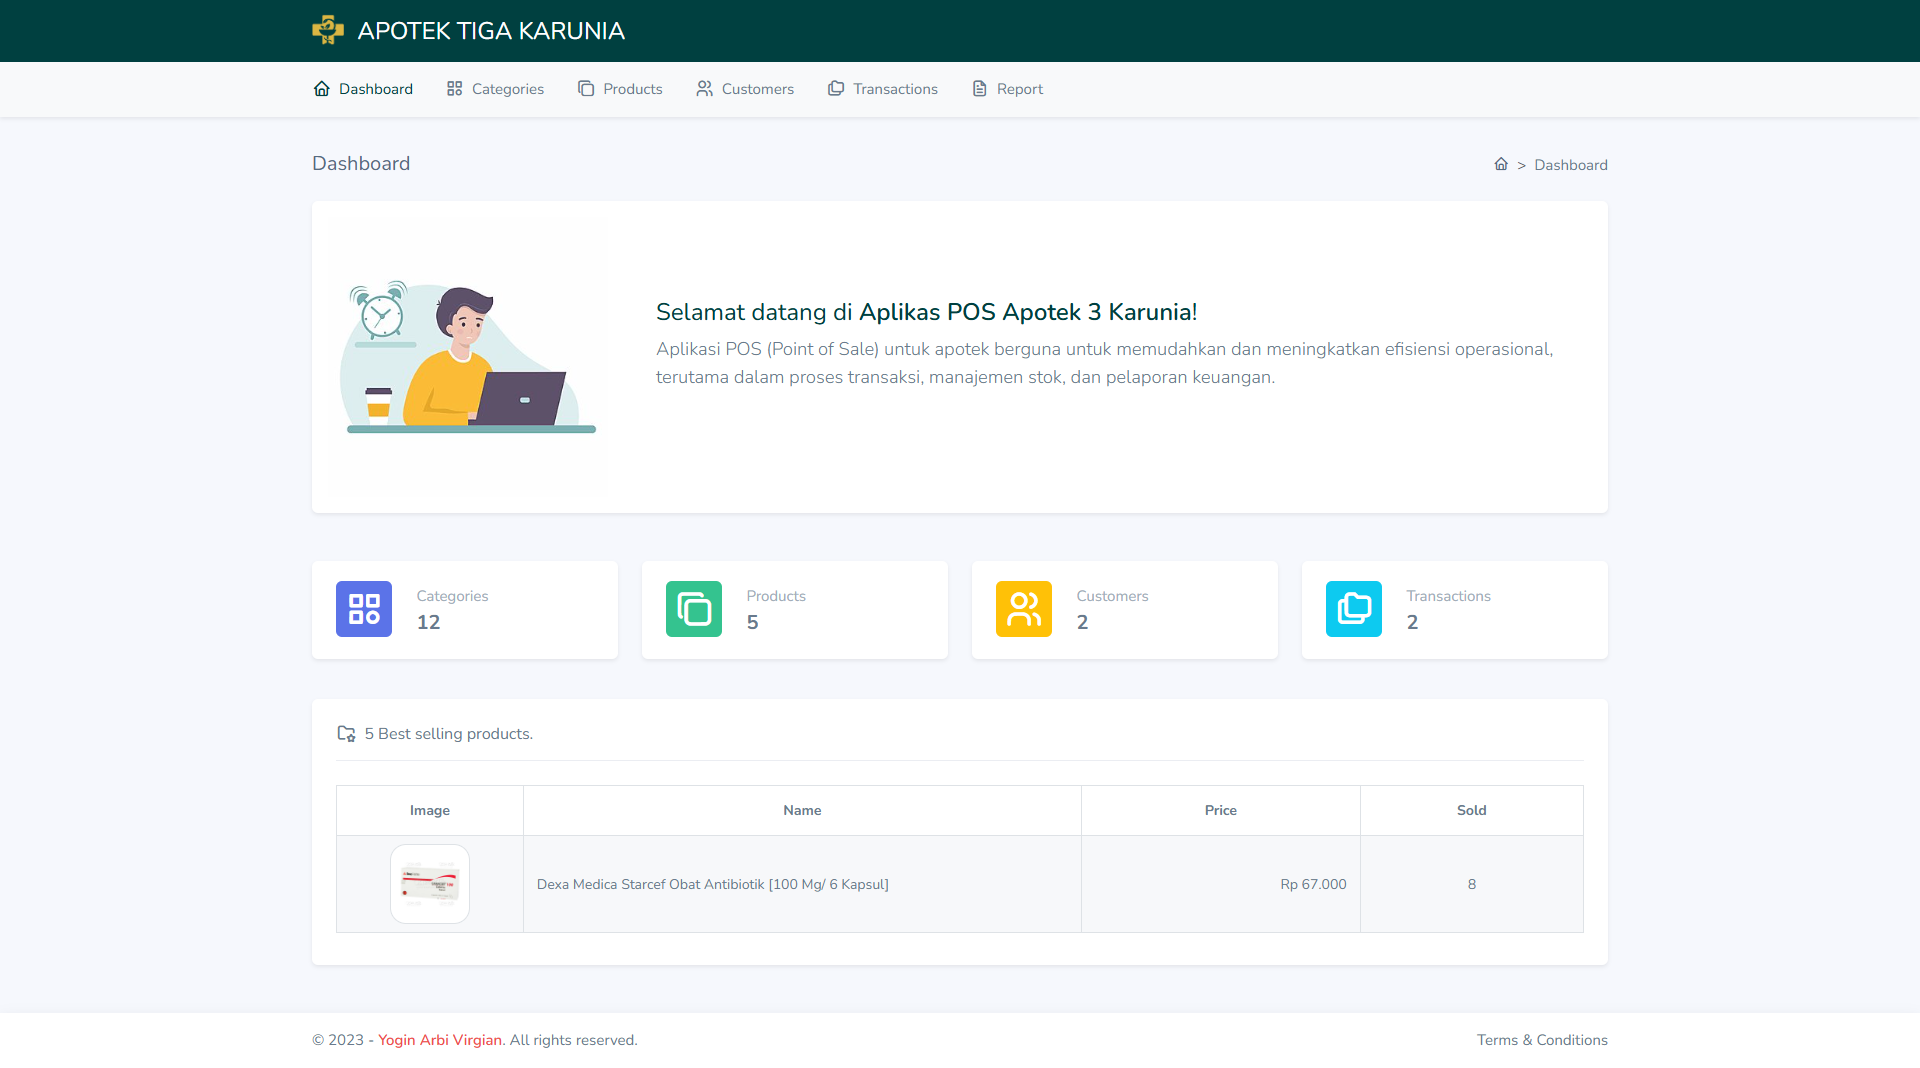 APOTEK TIGA KARUNIA
Dashboard
Categories
Products
Customers
Transactions
Report
Dashboard
> Dashboard
Selamat datang di Aplikas POS Apotek 3 Karunia!
Aplikasi POS (Point of Sale) untuk apotek berguna untuk memudahkan dan meningkatkan efisiensi operasional,
terutama dalam proses transaksi, manajemen stok, dan pelaporan keuangan.
Categories
12
Products
5
Customers
2
Transactions
2
5 Best selling products.
Image
Name
Price
Sold
Dexa Medica Starcef Obat Antibiotik [100 Mg/ 6 Kapsul]
Rp 67.000
8
© 2023 - Yogin Arbi Virgian. All rights reserved.
Terms & Conditions